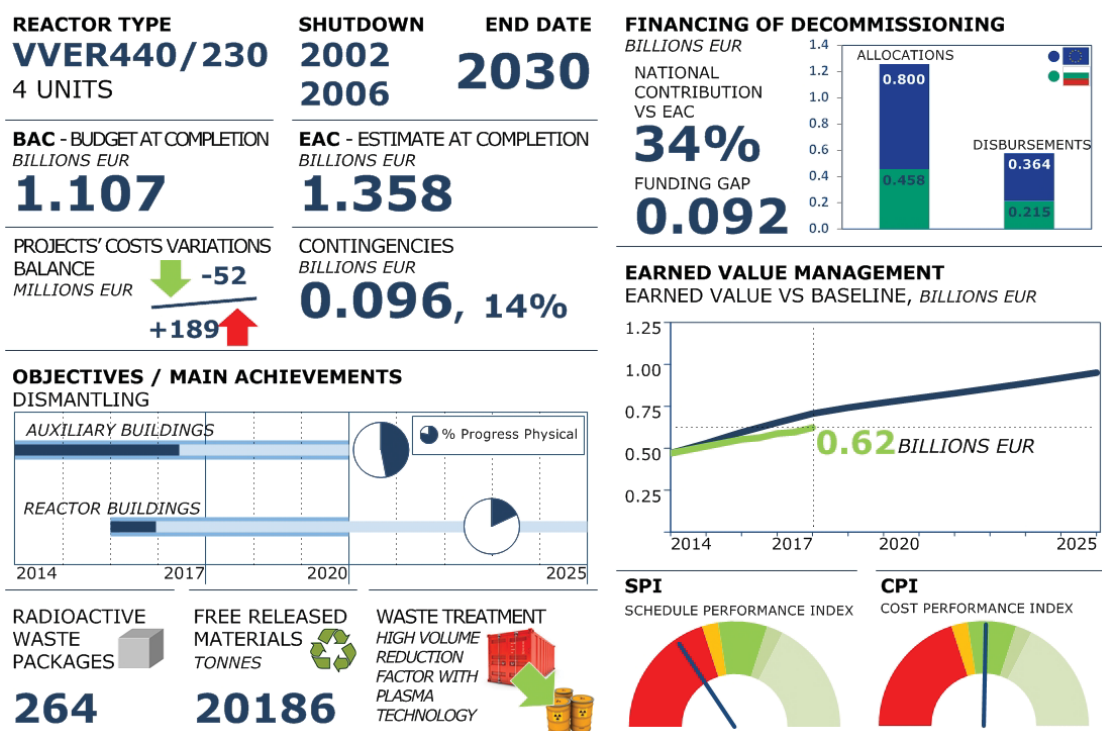 REACTOR TYPE
VVER440/230
4 UNITS
SHUTDOWN
2002
2006
END DATE
2030
BAC - BUDGET AT COMPLETION
BILLIONS EUR
1.107
EAC - ESTIMATE AT COMPLETION
BILLIONS EUR
1.358
PROJECTS' COSTS VARIATIONS
BALANCE
MILLIONS EUR
-52
+189
CONTINGENCIES
BILLIONS EUR
0.096, 14%
OBJECTIVES / MAIN ACHIEVEMENTS
DISMANTLING
AUXILIARY BUILDINGS
% Progress Physical
REACTOR BUILDINGS
2014
2017
2020
2025
RADIOACTIVE
WASTE
PACKAGES
264
FREE RELEASED
MATERIALS
TONNES
20186
WASTE TREATMENT
HIGH VOLUME
REDUCTION
FACTOR WITH
PLASMA
TECHNOLOGY
FINANCING OF DECOMMISSIONING
BILLIONS EUR
NATIONAL
CONTRIBUTION
VS EAC
34%
FUNDING GAP
0.092
1.4
1.2
1.0
0.8
0.6
0.4
0.2
0.0
ALLOCATIONS
0.800
0.458
DISBURSEMENTS
0.364
0.215
EARNED VALUE MANAGEMENT
EARNED VALUE VS BASELINE, BILLIONS EUR
1.25
1.00
0.75
0.50
0.25
0.62 BILLIONS EUR
2014
2017
2020
2025
SPI
SCHEDULE PERFORMANCE INDEX
CPI
COST PERFORMANCE INDEX